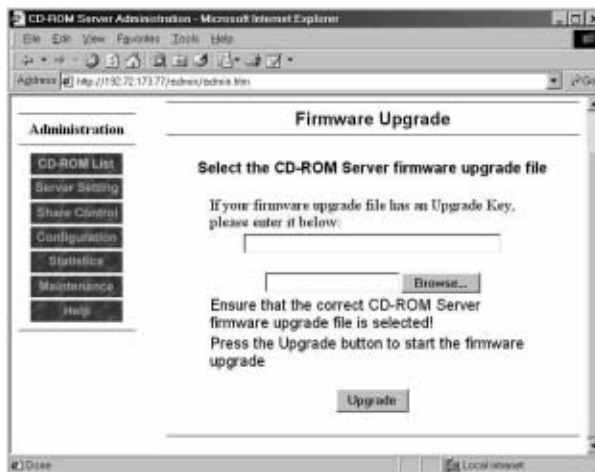 CD-ROM Server Administration - Microsoft Internet Explorer
File Edit View Favorites Tools Help
Address http://192.72.173.77/admin/admin.htm Go
Administration
CD-ROM List
Server Setting
Share Control
Configuration
Statistics
Maintenance
Help
Firmware Upgrade
Select the CD-ROM Server firmware upgrade file
If your firmware upgrade file has an Upgrade Key,
please enter it below:
Browse...
Ensure that the correct CD-ROM Server
firmware upgrade file is selected!
Press the Upgrade button to start the firmware
upgrade
Upgrade
Done
Local intranet